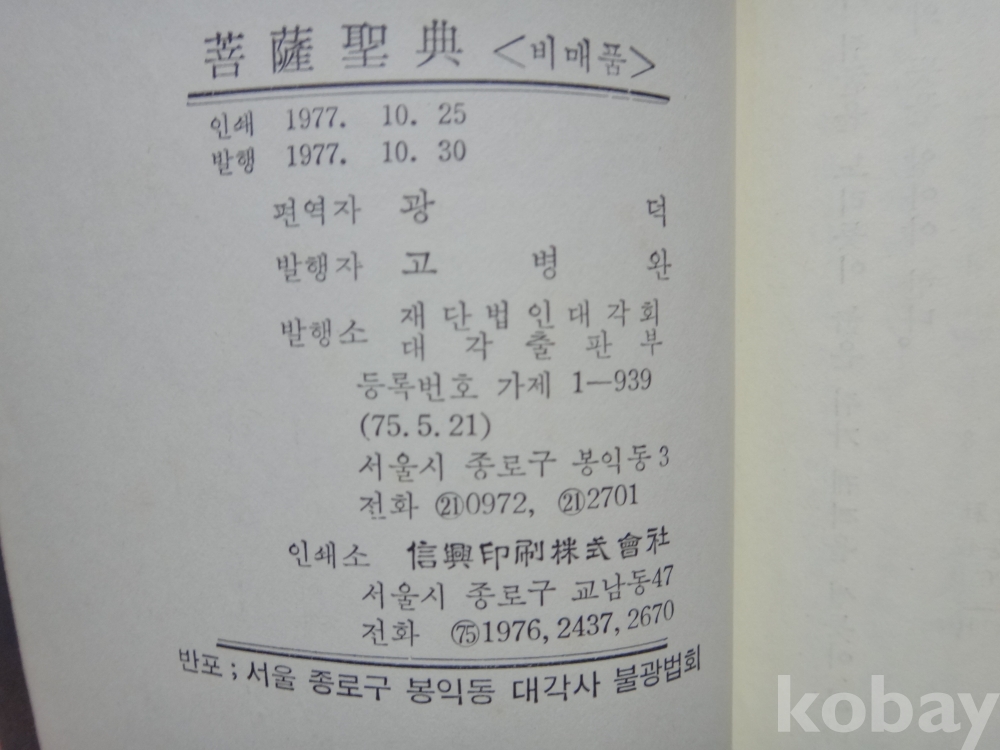 菩薩聖典 <비매품>
인쇄 1977. 10. 25
발행 1977. 10. 30
편역자 광 덕
발행자 고 병 완
발행소 재단법인대각회
대 각 출 판 부
등록번호 가제 1—939
(75.5.21)
서울시 종로구 봉익동3
전화 ㉑0972, ㉑2701
인쇄소 信興印刷株式會社
서울시 종로구 교남동47
전화 (75)1976, 2437, 2670
반포 ; 서울 종로구 봉익동 대각사 불광법회
kobay